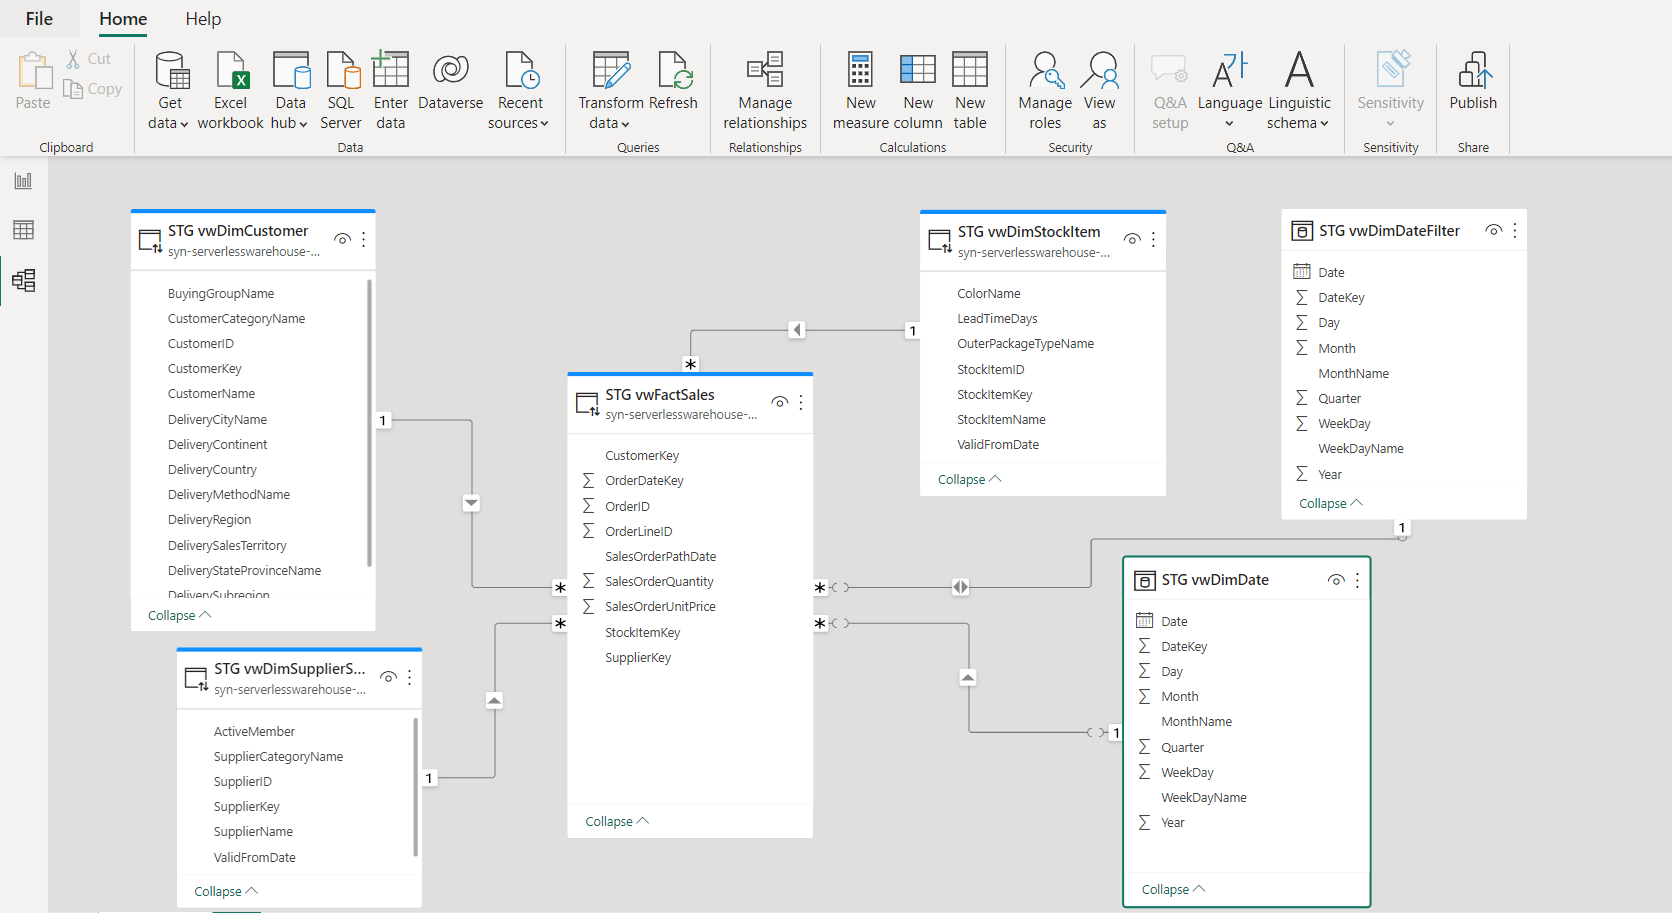 File Home Help
Paste
Cut
Copy
Clipboard
Get data
Excel workbook
Data hub
SQL Server
Enter data
Dataverse
Recent sources
Data
Transform data
Refresh
Queries
Manage relationships
Relationships
New measure
New column
New table
Calculations
Manage roles
View as
Security
Q&A setup
Language
Linguistic schema
Q&A
Sensitivity
Sensitivity
Publish
Share
STG vwDimCustomer
syn-serverlesswarehouse-...
BuyingGroupName
CustomerCategoryName
CustomerID
CustomerKey
CustomerName
DeliveryCityName
DeliveryContinent
DeliveryCountry
DeliveryMethodName
DeliveryRegion
DeliverySalesTerritory
DeliveryStateProvinceName
DeliverySubregion
Collapse
1
*
STG vwDimSupplierS...
syn-serverlesswarehouse-...
ActiveMember
SupplierCategoryName
SupplierID
SupplierKey
SupplierName
ValidFromDate
Collapse
1
*
STG vwFactSales
syn-serverlesswarehouse-...
CustomerKey
OrderDateKey
OrderID
OrderLineID
SalesOrderPathDate
SalesOrderQuantity
SalesOrderUnitPrice
StockItemKey
SupplierKey
Collapse
*
1
STG vwDimStockItem
syn-serverlesswarehouse-...
ColorName
LeadTimeDays
OuterPackageTypeName
StockItemID
StockItemKey
StockItemName
ValidFromDate
Collapse
STG vwDimDateFilter
Date
DateKey
Day
Month
MonthName
Quarter
WeekDay
WeekDayName
Year
Collapse
1
*
STG vwDimDate
Date
DateKey
Day
Month
MonthName
Quarter
WeekDay
WeekDayName
Year
Collapse
1
*